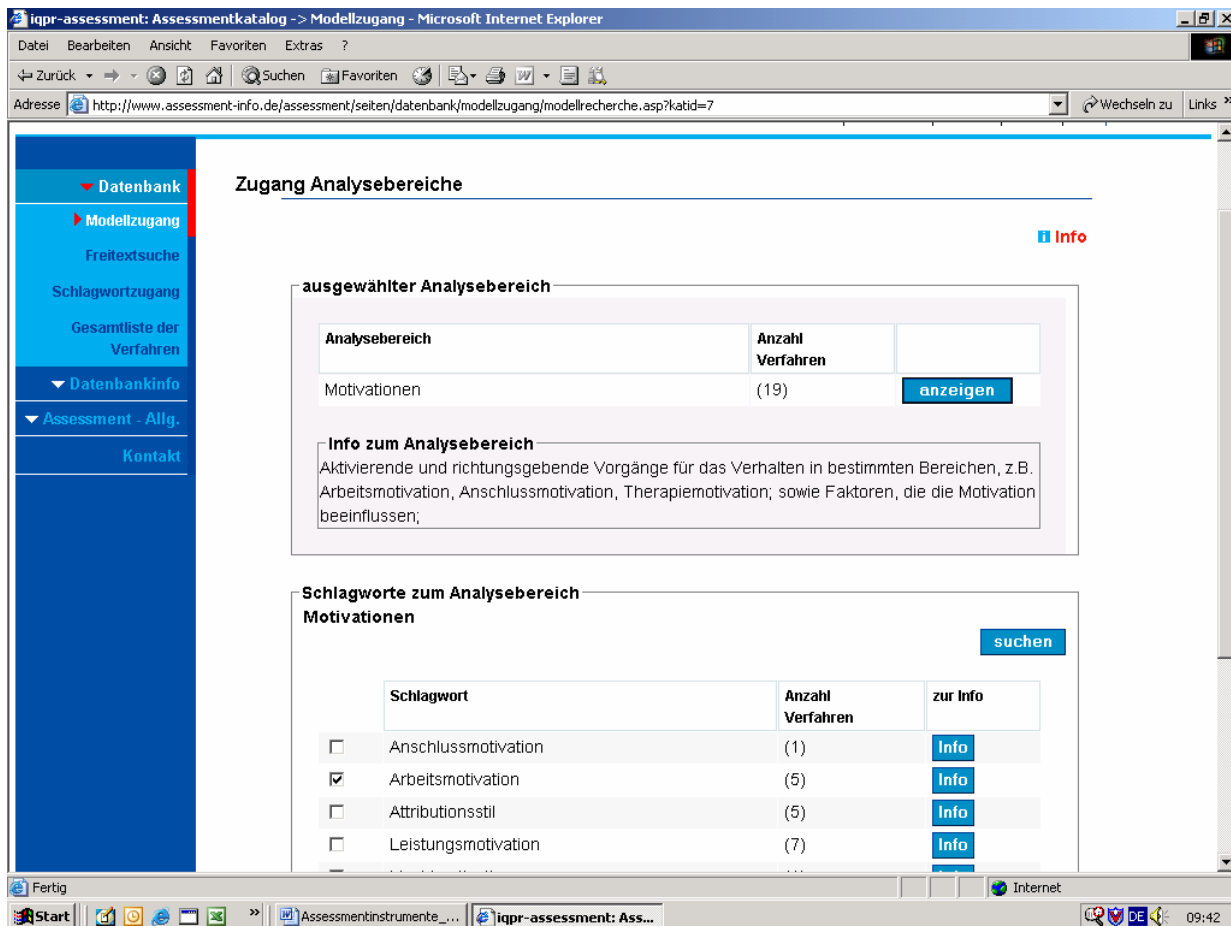 iqpr-assessment: Assessmentkatalog -> Modellzugang - Microsoft Internet Explorer
Datei Bearbeiten Ansicht Favoriten Extras ?
Zurück Suchen Favoriten
Adresse http://www.assessment-info.de/assessment/seiten/datenbank/modellzugang/modellrecherche.asp?katid=7 Wechseln zu Links »
Datenbank
Modellzugang
Freitextsuche
Schlagwortzugang
Gesamtliste der
Verfahren
Datenbankinfo
Assessment - Allg.
Kontakt
Zugang Analysebereiche
i Info
ausgewählter Analysebereich
Analysebereich Anzahl
Verfahren
Motivationen (19) anzeigen
Info zum Analysebereich
Aktivierende und richtungsgebende Vorgänge für das Verhalten in bestimmten Bereichen, z.B.
Arbeitsmotivation, Anschlussmotivation, Therapiemotivation; sowie Faktoren, die die Motivation
beeinflussen;
Schlagworte zum Analysebereich
Motivationen
suchen
Schlagwort Anzahl zur Info
Verfahren
Anschlussmotivation (1) Info
Arbeitsmotivation (5) Info
Attributionsstil (5) Info
Leistungsmotivation (7) Info
Fertig Internet
Start » Assessmentinstrumente_... iqpr-assessment: Ass... DE 09:42